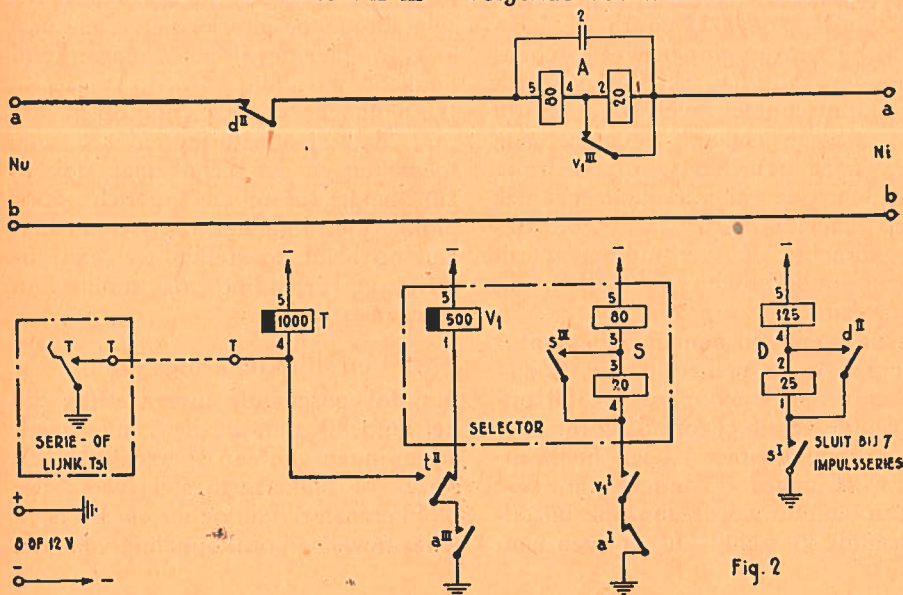 2
A
5 80 4 2 20 1
a
dII
v1III
a
Nu
Ni
b
b
5
1000 T
4
3
500 V1
1
5
80
3
sIII S
3
20
4
5
125
4
D dII
2
25
1
T T T
SERIE - OF
LIJNK. TSl
SELECTOR
tII
v1I
sI SLUIT BIJ 7
IMPULSSERIES
+
aIII
aI
8 OF 12 V
Fig. 2
- -